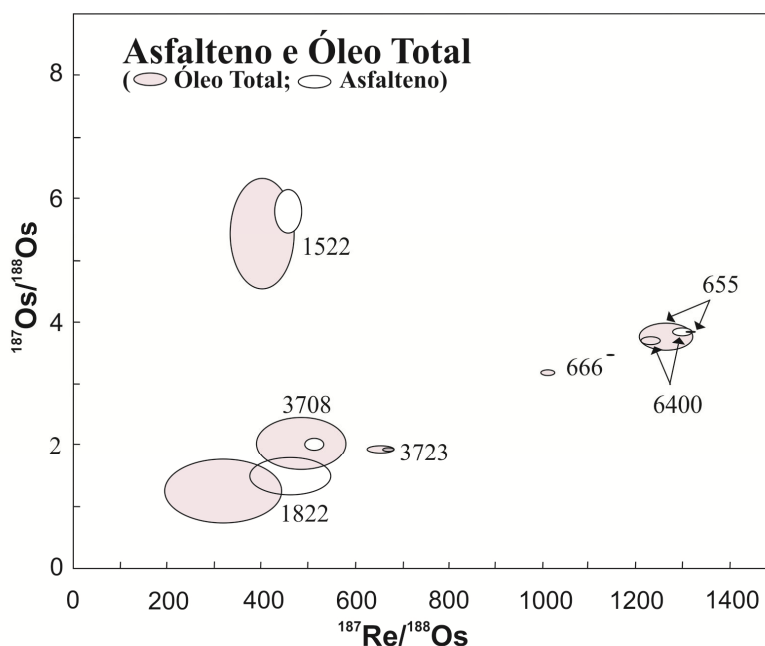 Asfalteno e Óleo Total
( Óleo Total; Asfalteno)
8
6
4
2
0
¹⁸⁷Os/¹⁸⁸Os
1522
655
666
6400
3708
3723
1822
0 200 400 600 800 1000 1200 1400
¹⁸⁷Re/¹⁸⁸Os